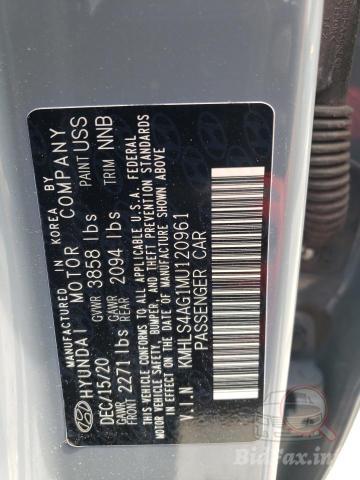 MANUFACTURED IN KOREA BY
HYUNDAI MOTOR COMPANY
DEC/15/20 GVWR 3858 lbs PAINT USS
GAWR FRONT 2271 lbs GAWR REAR 2094 lbs TRIM NNB
THIS VEHICLE CONFORMS TO ALL APPLICABLE U.S.A. FEDERAL
MOTOR VEHICLE SAFETY, BUMPER, AND THEFT PREVENTION STANDARDS
IN EFFECT ON THE DATE OF MANUFACTURE SHOWN ABOVE.
V.I.N KMHLS4AG1MU120961
PASSENGER CAR
BidFax.info